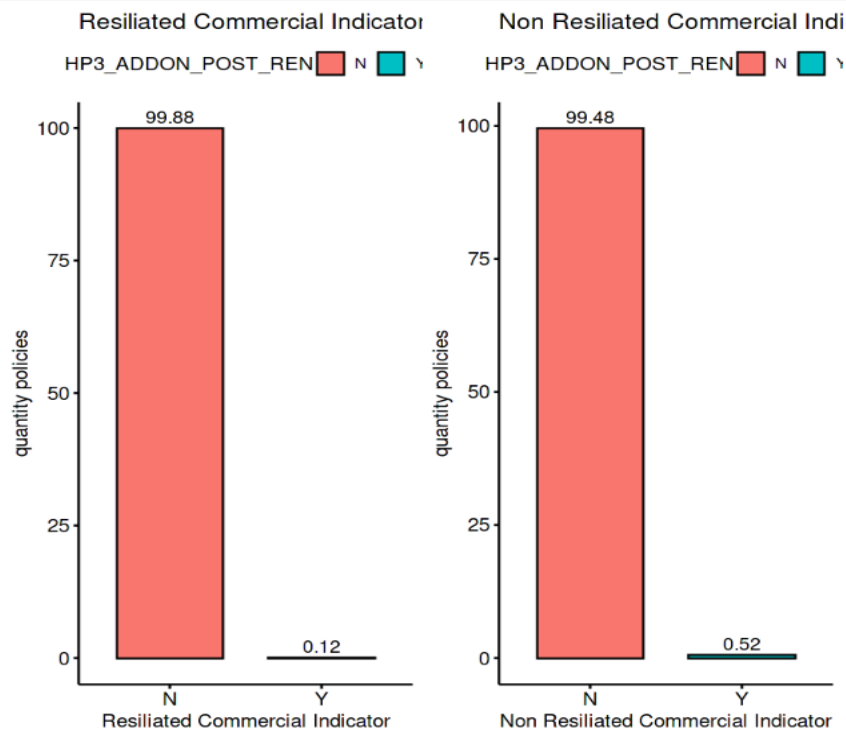 Resiliated Commercial Indicator
HP3_ADDON_POST_REN N Y
100
75
50
25
0
99.88
0.12
N Y
quantity policies
Resiliated Commercial Indicator
Non Resiliated Commercial Indi
HP3_ADDON_POST_REN N Y
100
75
50
25
0
99.48
0.52
N Y
quantity policies
Non Resiliated Commercial Indicator